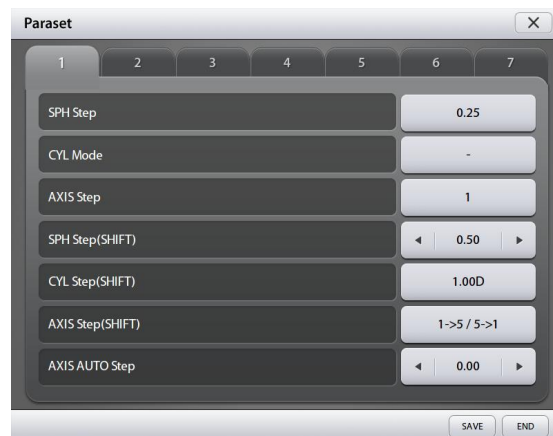 Paraset
1 2 3 4 5 6 7
SPH Step 0.25
CYL Mode -
AXIS Step 1
SPH Step(SHIFT) ◀ 0.50 ▶
CYL Step(SHIFT) 1.00D
AXIS Step(SHIFT) 1->5 / 5->1
AXIS AUTO Step ◀ 0.00 ▶
SAVE END